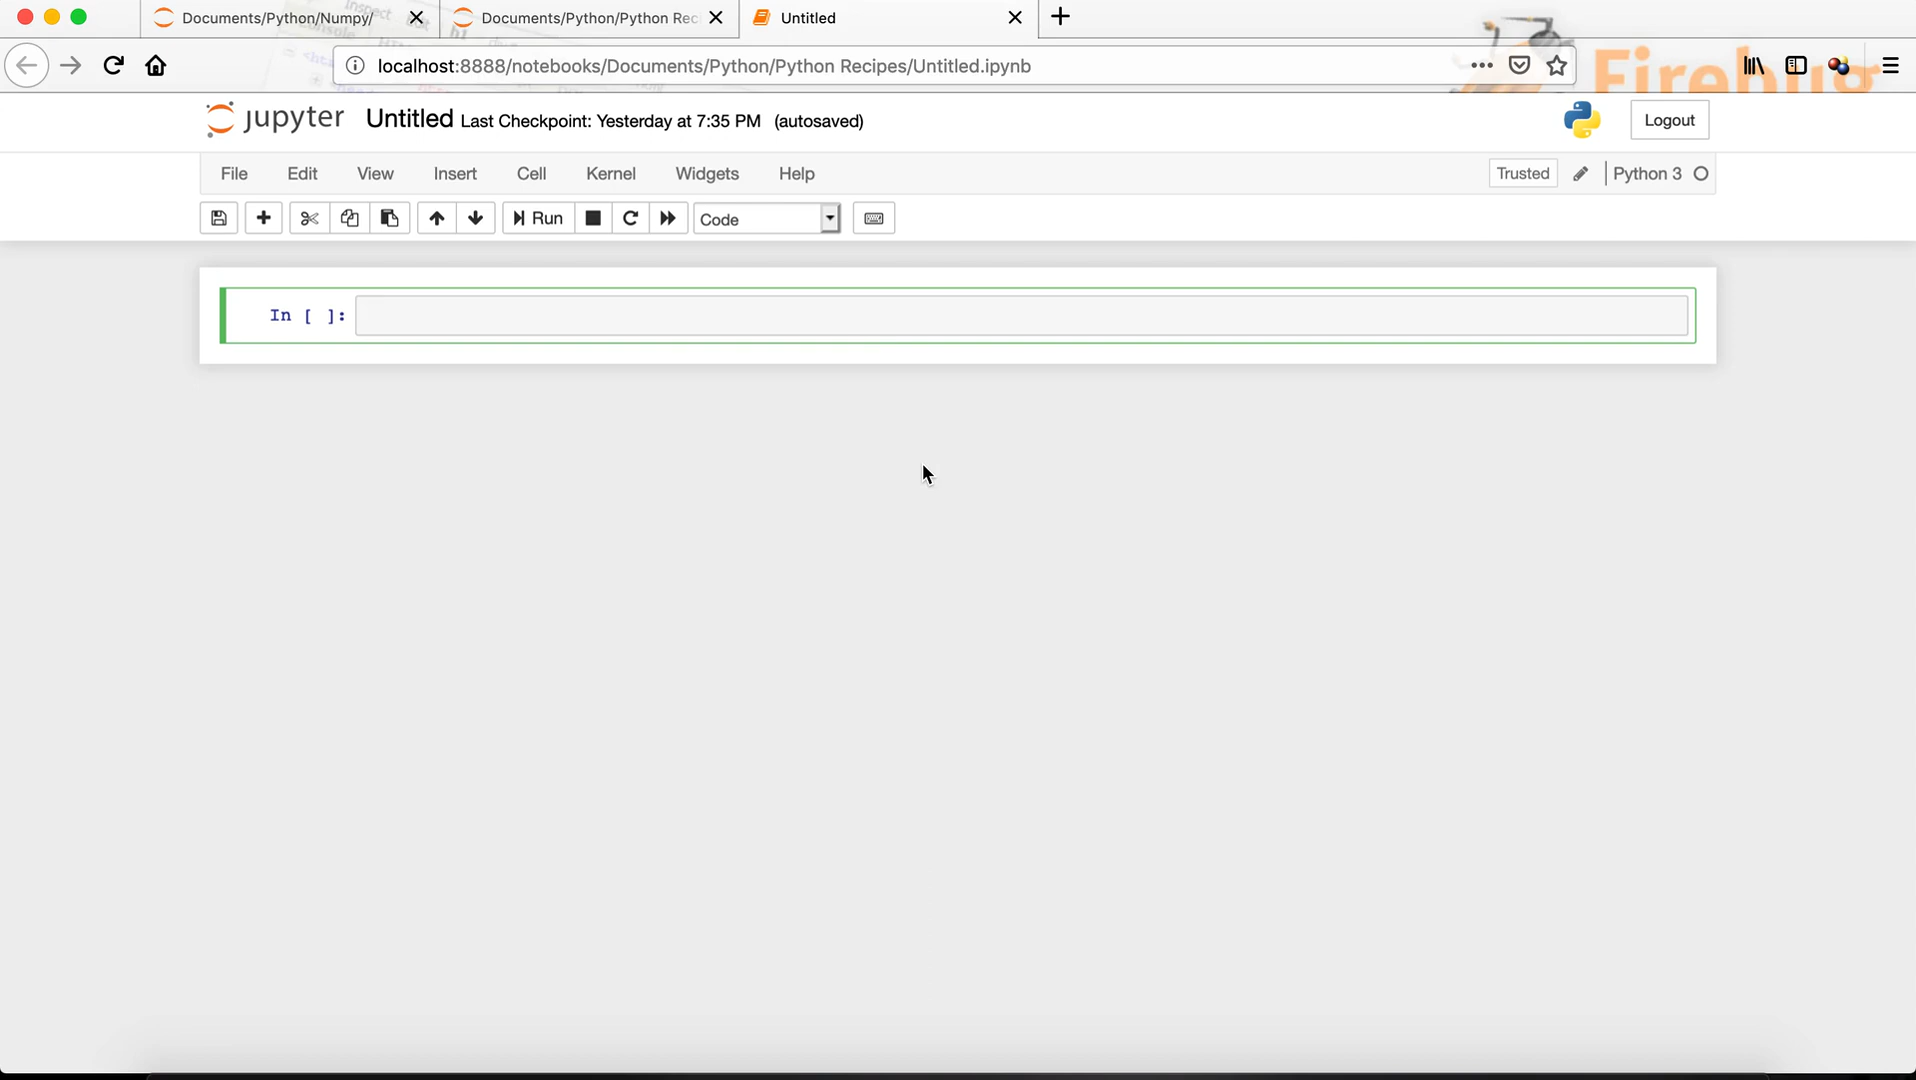 Documents/Python/Numpy/
Documents/Python/Python Rec
Untitled
localhost:8888/notebooks/Documents/Python/Python Recipes/Untitled.ipynb
Firebug
jupyter Untitled Last Checkpoint: Yesterday at 7:35 PM (autosaved)
Logout
File Edit View Insert Cell Kernel Widgets Help
Trusted
Python 3
Run
Code
In [ ]: